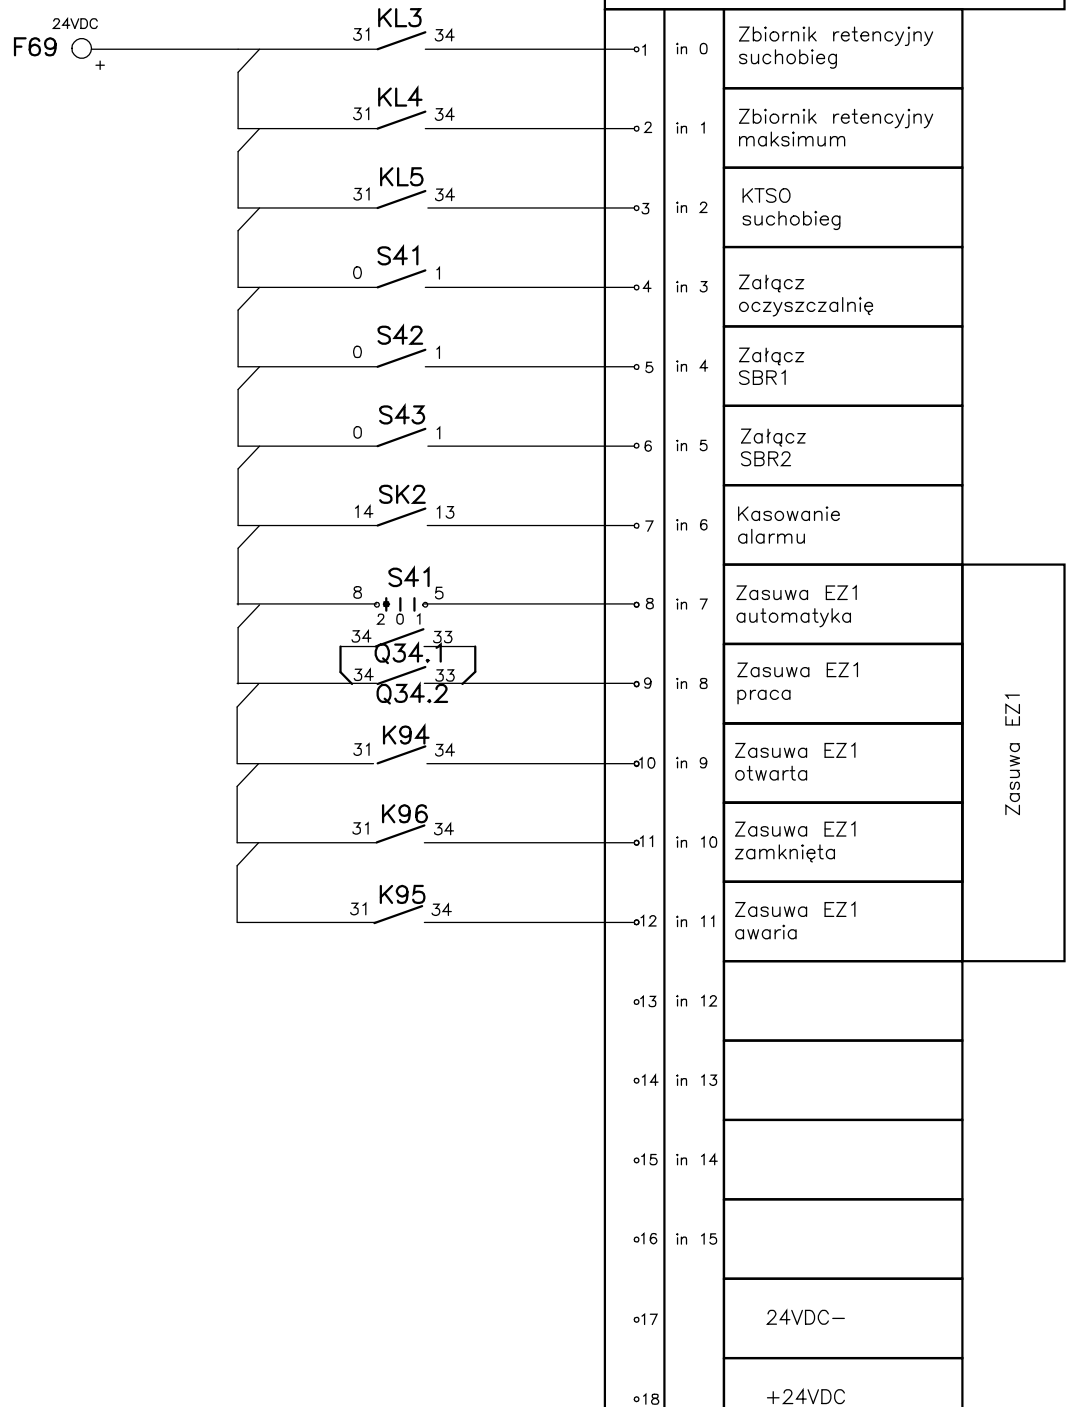 24VDC
F69
+
31 KL3 34
1 in 0
Zbiornik retencyjny
suchobieg
31 KL4 34
2 in 1
Zbiornik retencyjny
maksimum
31 KL5 34
3 in 2
KTSO
suchobieg
0 S41 1
4 in 3
Załącz
oczyszczalnię
0 S42 1
5 in 4
Załącz
SBR1
0 S43 1
6 in 5
Załącz
SBR2
14 SK2 13
7 in 6
Kasowanie
alarmu
8 S41 5
2 0 1
8 in 7
Zasuwa EZ1
automatyka
34 33
Q34.1
34 33
Q34.2
9 in 8
Zasuwa EZ1
praca
31 K94 34
10 in 9
Zasuwa EZ1
otwarta
31 K96 34
11 in 10
Zasuwa EZ1
zamknięta
31 K95 34
12 in 11
Zasuwa EZ1
awaria
Zasuwa EZ1
13 in 12
14 in 13
15 in 14
16 in 15
17 24VDC−
18 +24VDC